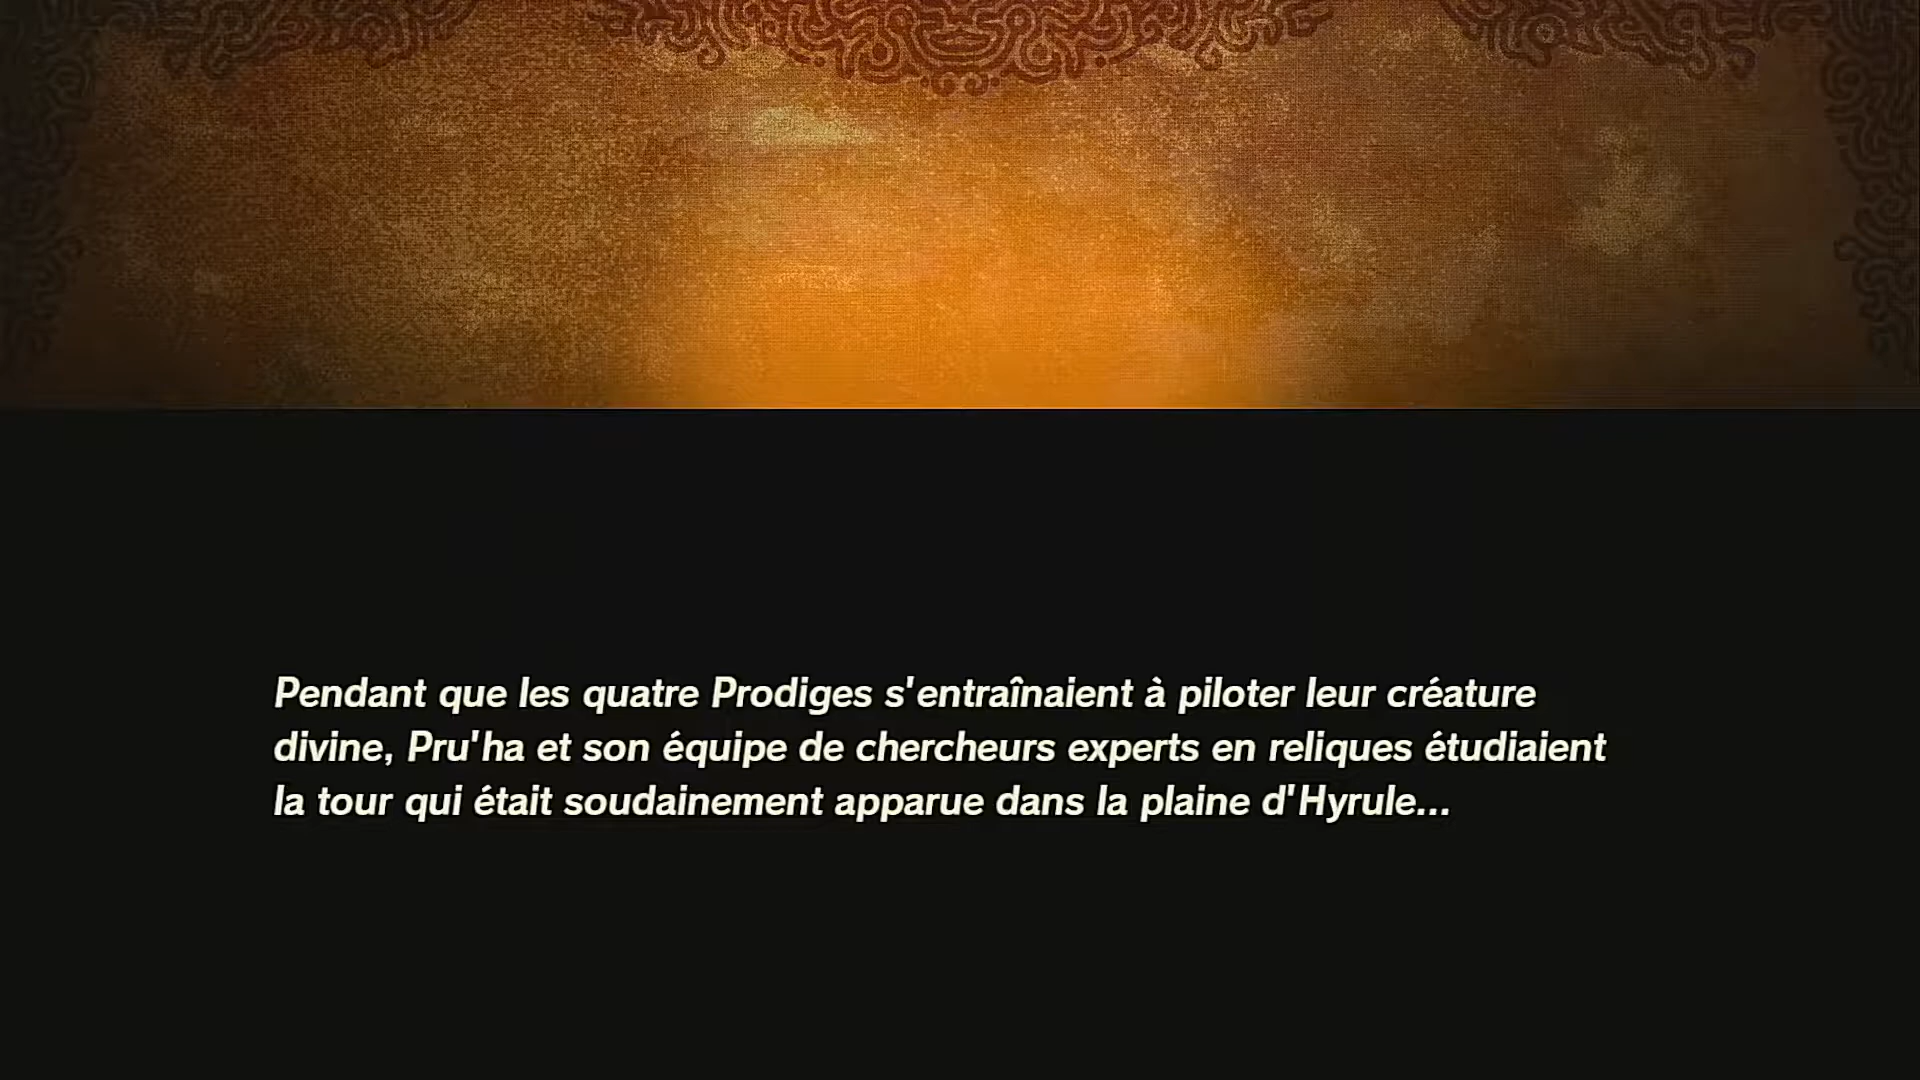 Pendant que les quatre Prodiges s'entraînaient à piloter leur créature
divine, Pru'ha et son équipe de chercheurs experts en reliques étudiaient
la tour qui était soudainement apparue dans la plaine d'Hyrule...